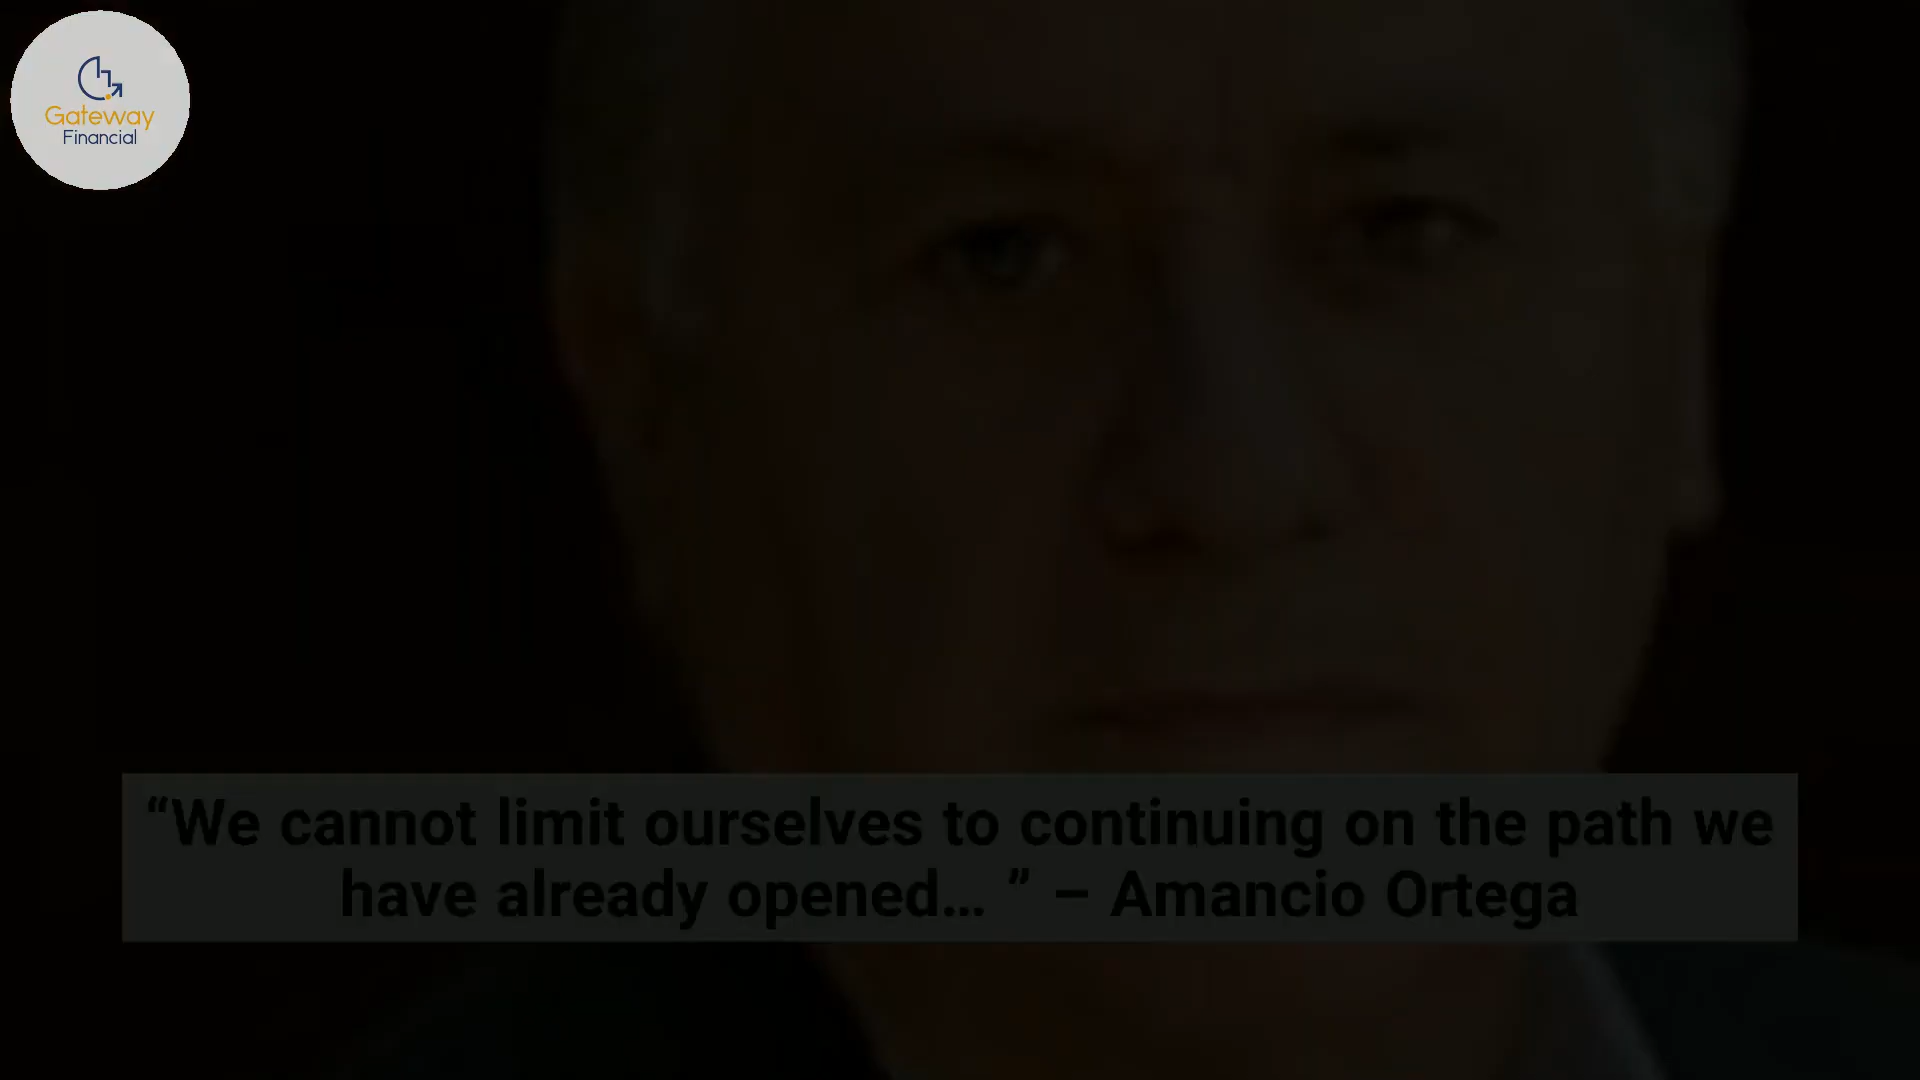 Gateway
Financial
“We cannot limit ourselves to continuing on the path we
have already opened... ” – Amancio Ortega